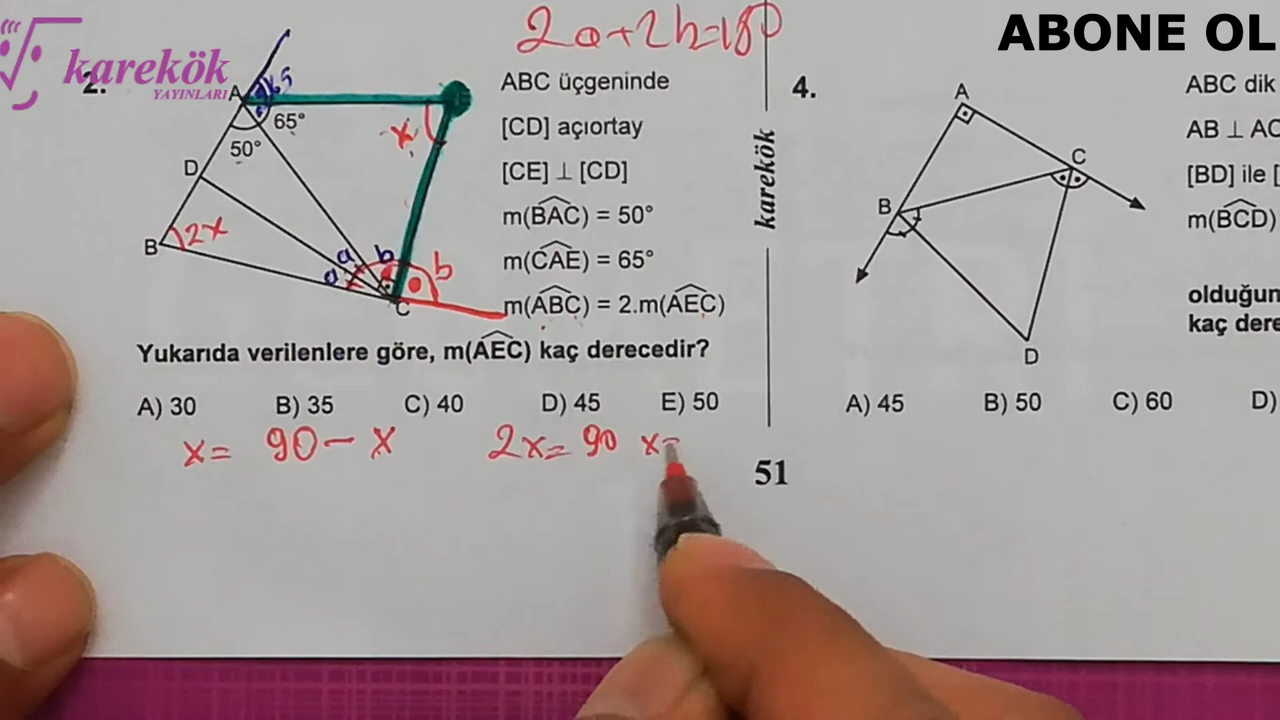 karekök
YAYINLARI
ABONE OL
2a+2b=180
2.
A
65
65°
50°
x
D
B
2x
a
a
b
b
C
ABC üçgeninde
[CD] açıortay
[CE] ⊥ [CD]
m(BAC) = 50°
m(CAE) = 65°
m(ABC) = 2.m(AEC)
Yukarıda verilenlere göre, m(AEC) kaç derecedir?
A) 30 B) 35 C) 40 D) 45 E) 50
x= 90-x 2x=90 x=
karekök
51
4.
A
C
B
D
ABC dik
AB ⊥ AC
[BD] ile [
m(BCD)
olduğun
kaç dere
A) 45 B) 50 C) 60 D)